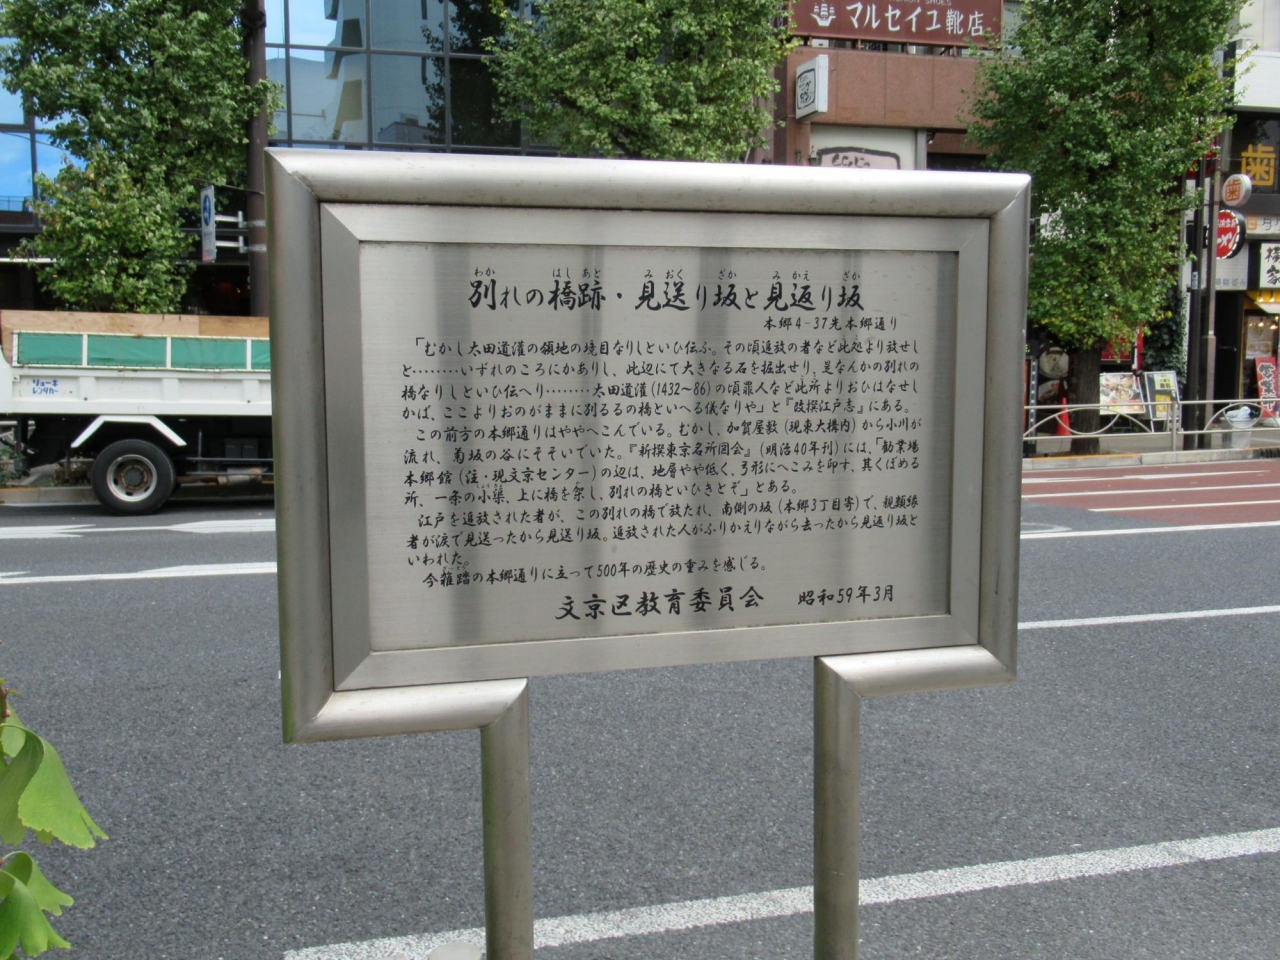 マルセイユ靴店
歯
歯
リョーキ
レンタカー
わか はし あと み おく ざか み かえ ざか
別れの橋跡・見送り坂と見返り坂
本郷4-37先本郷通り
「むかし太田道灌の領地の境目なりしといひ伝ふ。その頃追放の者など此処より放せし
と………いずれのころにかありし、此辺にて大きなる石を掘出せり、是なんかの別れの
橋なりしといひ伝へり………太田道灌(1432〜86)の頃罪人など此所よりおひはなせし
かば、ここよりおのがままに別るるの橋といへる儀なりや」と『改撰江戸志』にある。
この前方の本郷通りはややへこんでいる。むかし、加賀屋敷(現東大構内)から小川が
流れ、菊坂の谷にそそいでいた。『新撰東京名所図会』(明治40年刊)には、「勧業場
本郷館(注・現文京センター)の辺は、地層やや低く、弓形にへこみを印す、其くぼめる
所、一条の小渠、上に橋を架し、別れの橋といひきとぞ」とある。
江戸を追放された者が、この別れの橋で放たれ、南側の坂(本郷3丁目寄)で、親類縁
者が涙で見送ったから見送り坂。追放された人がふりかえりながら去ったから見返り坂と
いわれた。
今雑踏の本郷通りに立って500年の歴史の重みを感じる。
文京区教育委員会 昭和59年3月